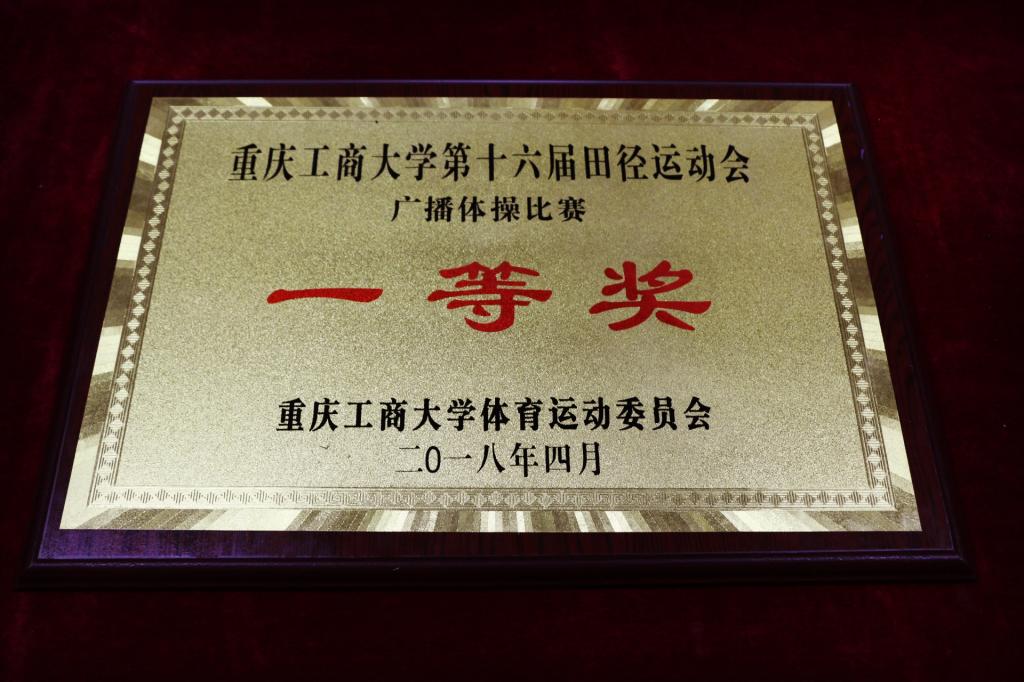 重庆工商大学第十六届田径运动会
广播体操比赛
一等奖
重庆工商大学体育运动委员会
二0一八年四月